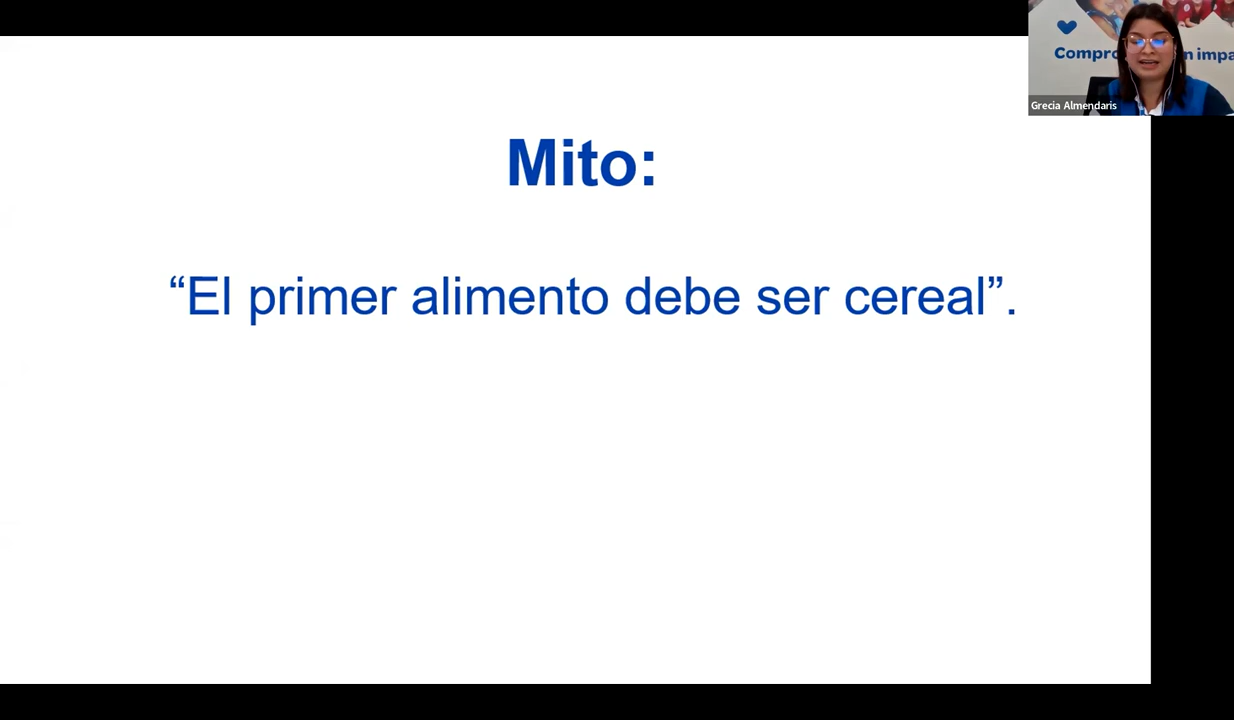 Mito:
“El primer alimento debe ser cereal”.
Compro
n impa
Grecia Almendaris